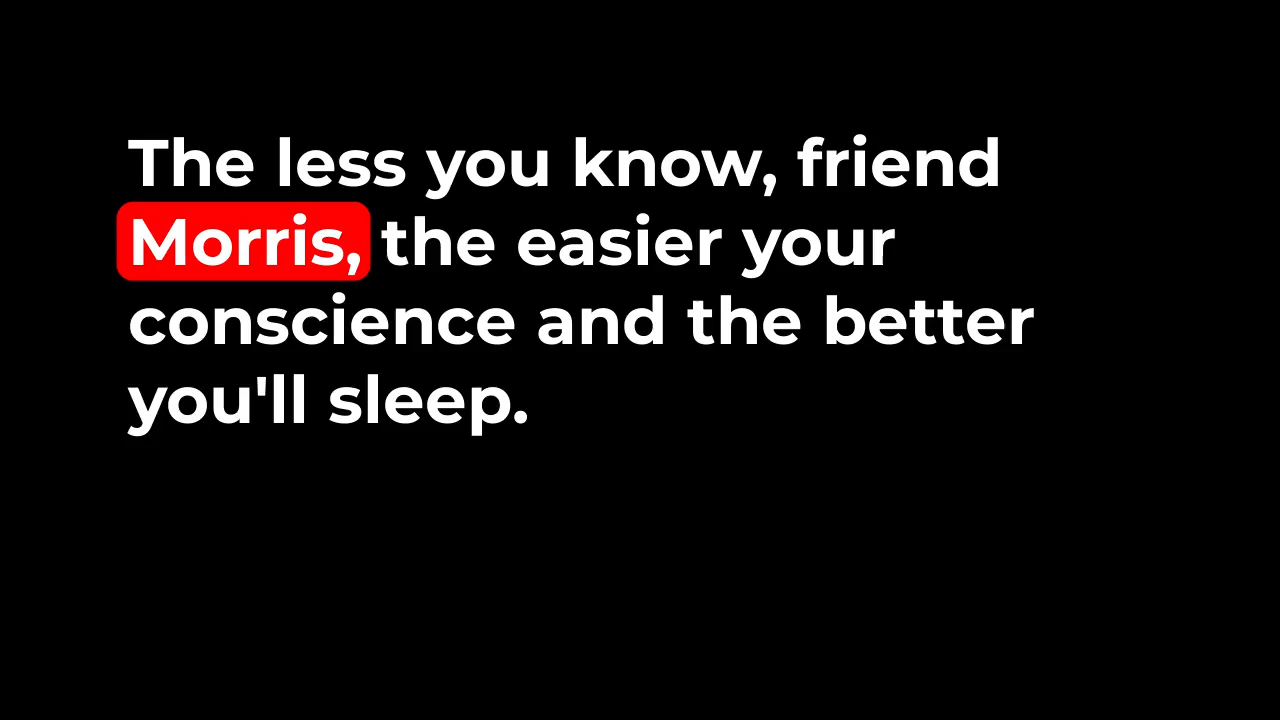 The less you know, friend
Morris, the easier your
conscience and the better
you'll sleep.